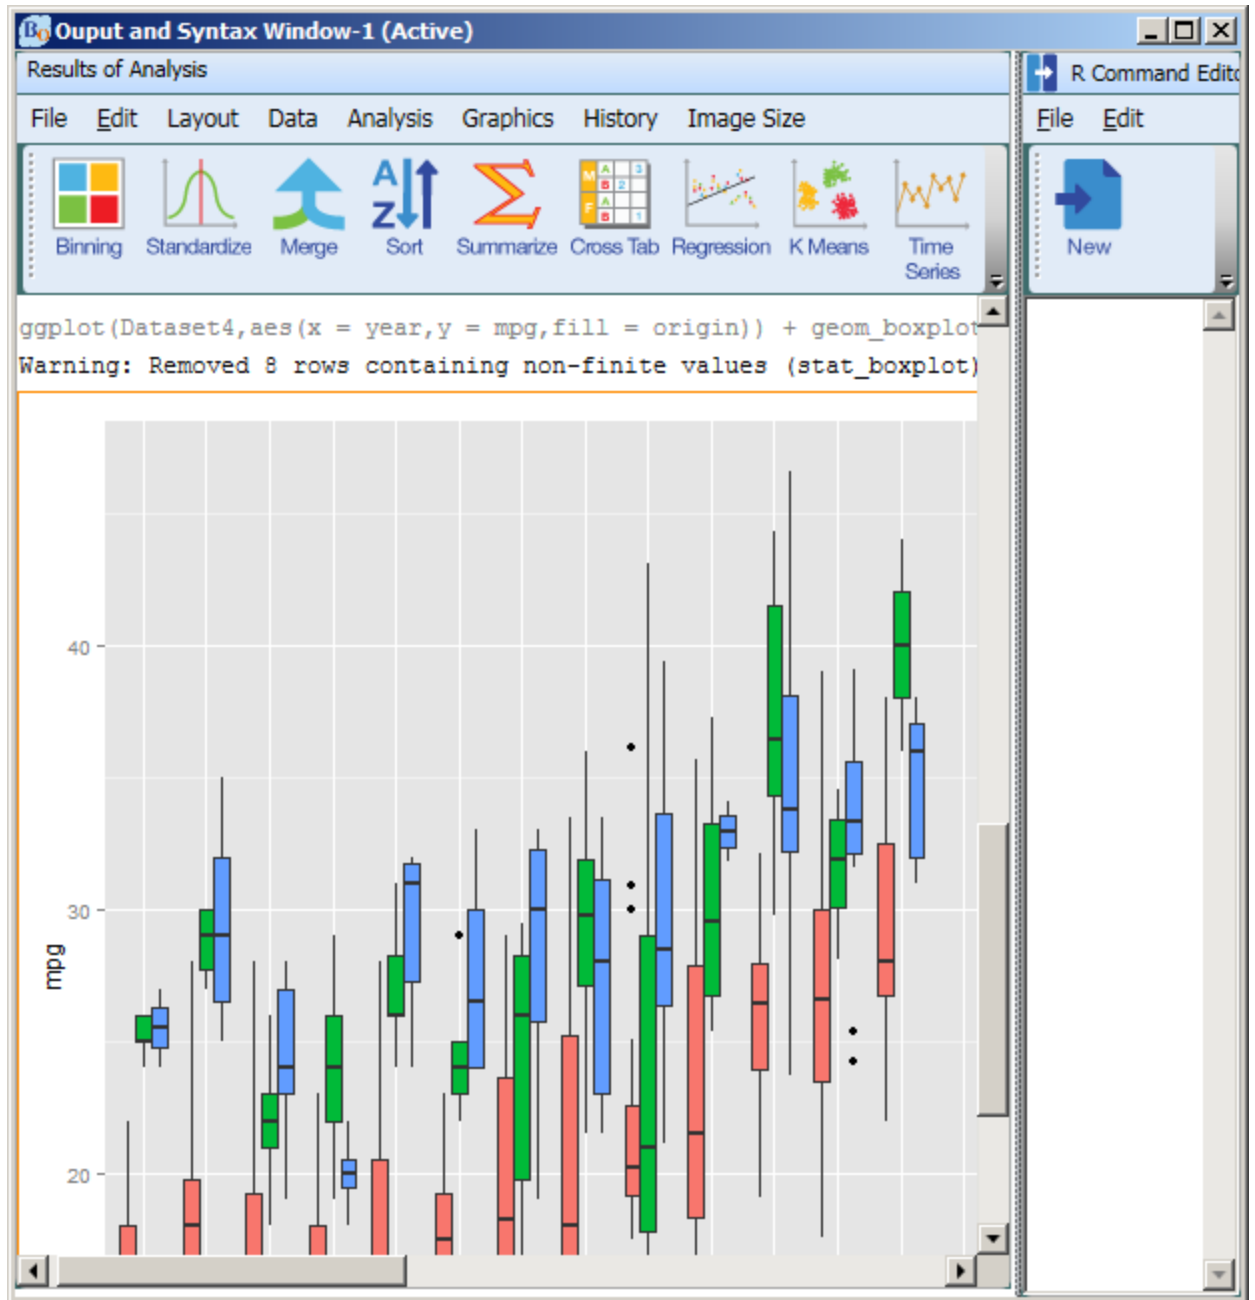 Ouput and Syntax Window-1 (Active)
Results of Analysis
R Command Edito
File Edit Layout Data Analysis Graphics History Image Size
File Edit
Binning Standardize Merge Sort Summarize Cross Tab Regression K Means Time Series
New
ggplot(Dataset4,aes(x = year,y = mpg,fill = origin)) + geom_boxplot
Warning: Removed 8 rows containing non-finite values (stat_boxplot)
40
30
mpg
20